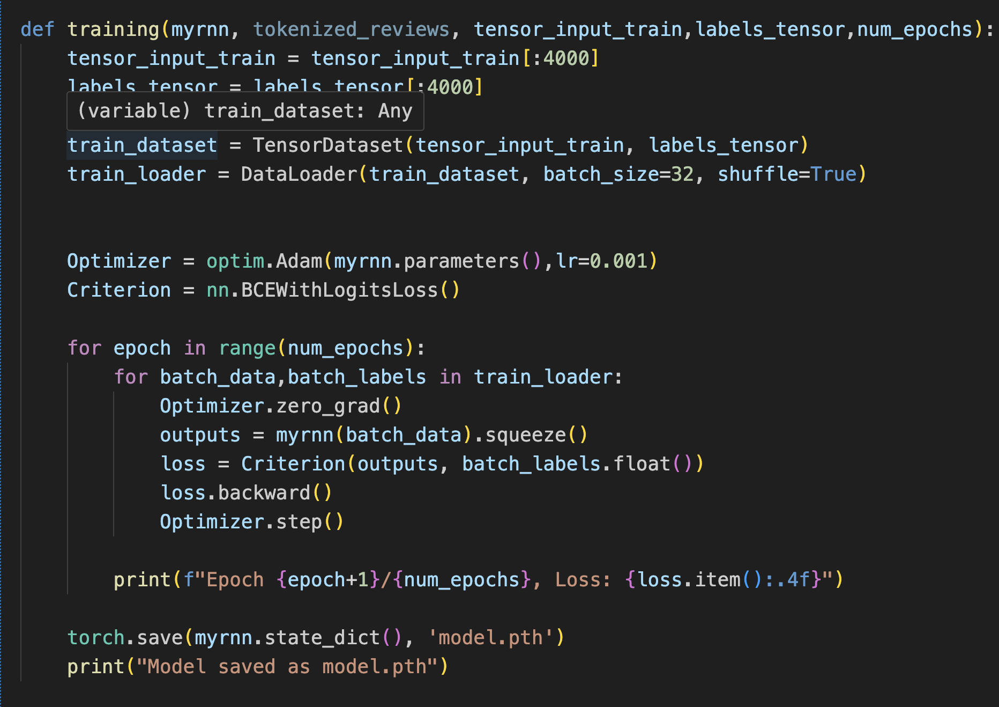 def training(myrnn, tokenized_reviews, tensor_input_train,labels_tensor,num_epochs):
    tensor_input_train = tensor_input_train[:4000]
    labels_tensor = labels_tensor[:4000]
(variable) train_dataset: Any
    train_dataset = TensorDataset(tensor_input_train, labels_tensor)
    train_loader = DataLoader(train_dataset, batch_size=32, shuffle=True)
    Optimizer = optim.Adam(myrnn.parameters(),lr=0.001)
    Criterion = nn.BCEWithLogitsLoss()
    for epoch in range(num_epochs):
        for batch_data,batch_labels in train_loader:
            Optimizer.zero_grad()
            outputs = myrnn(batch_data).squeeze()
            loss = Criterion(outputs, batch_labels.float())
            loss.backward()
            Optimizer.step()
        print(f"Epoch {epoch+1}/{num_epochs}, Loss: {loss.item():.4f}")
    torch.save(myrnn.state_dict(), 'model.pth')
    print("Model saved as model.pth")